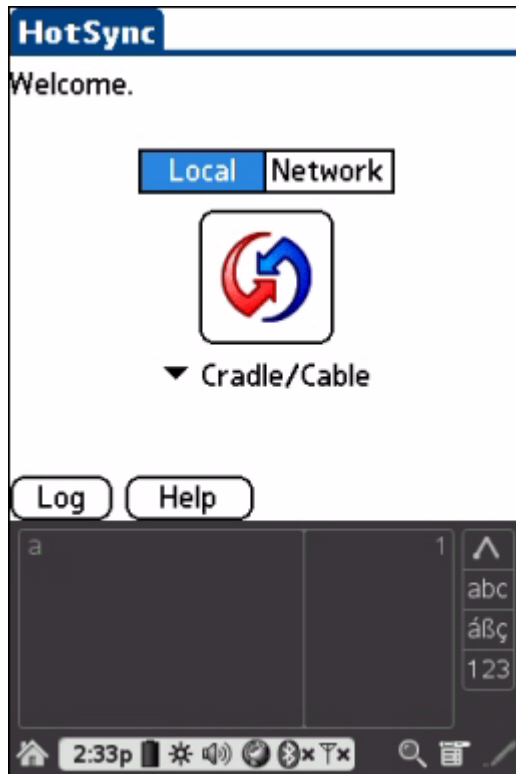 HotSync
Welcome.
Local Network
Cradle/Cable
Log Help
a 1
abc
áßç
123
2:33p